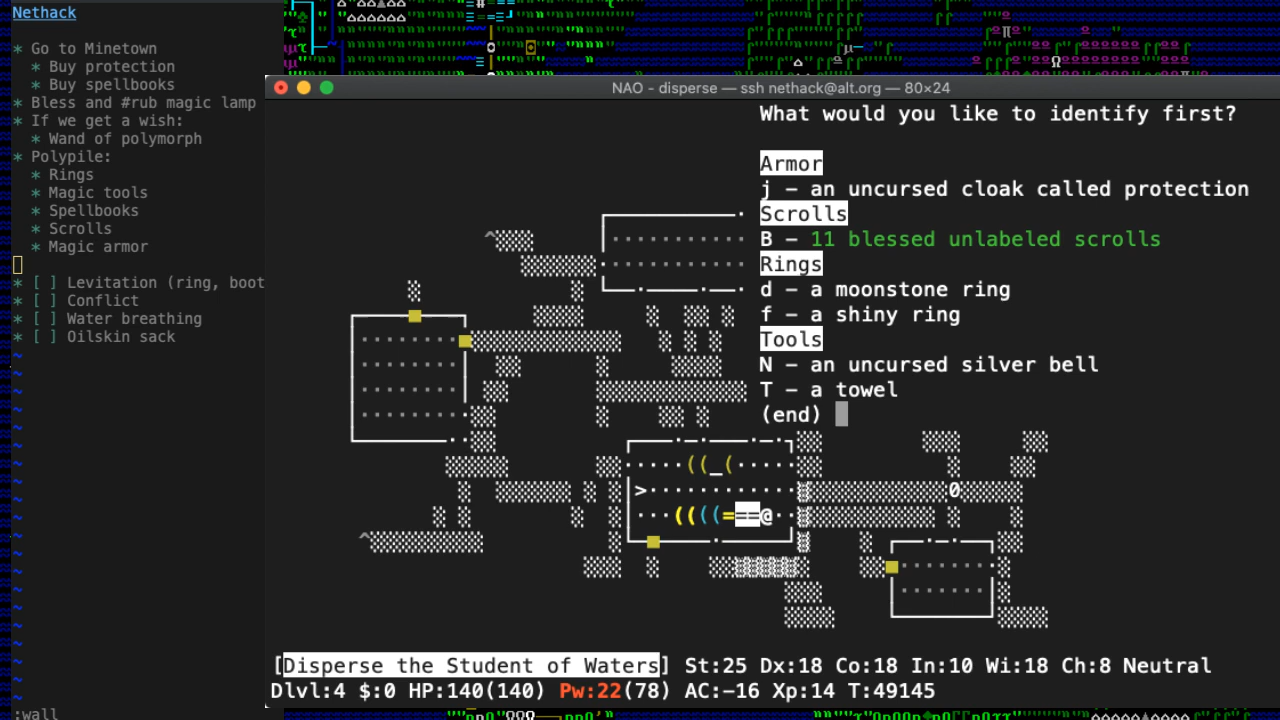 Nethack
* Go to Minetown
* Buy protection
* Buy spellbooks
* Bless and #rub magic lamp
* If we get a wish:
* Wand of polymorph
* Polypile:
* Rings
* Magic tools
* Spellbooks
* Scrolls
* Magic armor
* [ ] Levitation (ring, boot
* [ ] Conflict
* [ ] Water breathing
* [ ] Oilskin sack
:wall
NAO - disperse — ssh nethack@alt.org — 80×24
What would you like to identify first?
Armor
j - an uncursed cloak called protection
Scrolls
B - 11 blessed unlabeled scrolls
Rings
d - a moonstone ring
f - a shiny ring
Tools
N - an uncursed silver bell
T - a towel
(end)
[Disperse the Student of Waters] St:25 Dx:18 Co:18 In:10 Wi:18 Ch:8 Neutral
Dlvl:4 $:0 HP:140(140) Pw:22(78) AC:-16 Xp:14 T:49145